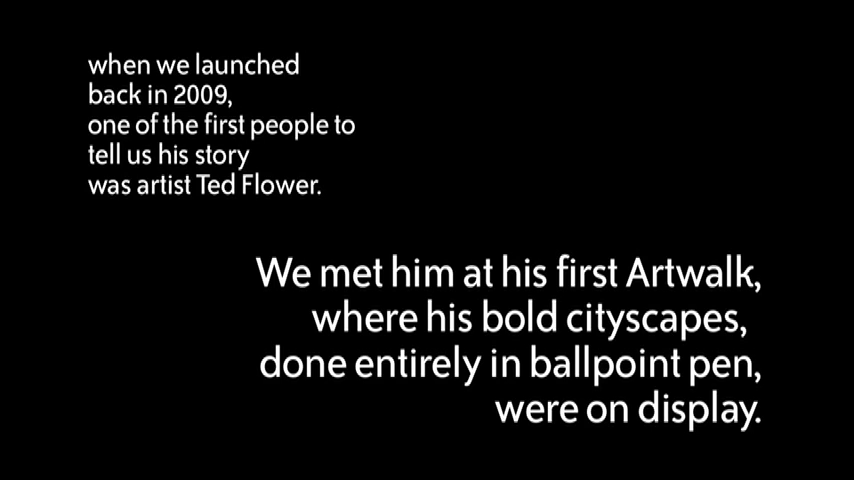 when we launched
back in 2009,
one of the first people to
tell us his story
was artist Ted Flower.
We met him at his first Artwalk,
where his bold cityscapes,
done entirely in ballpoint pen,
were on display.